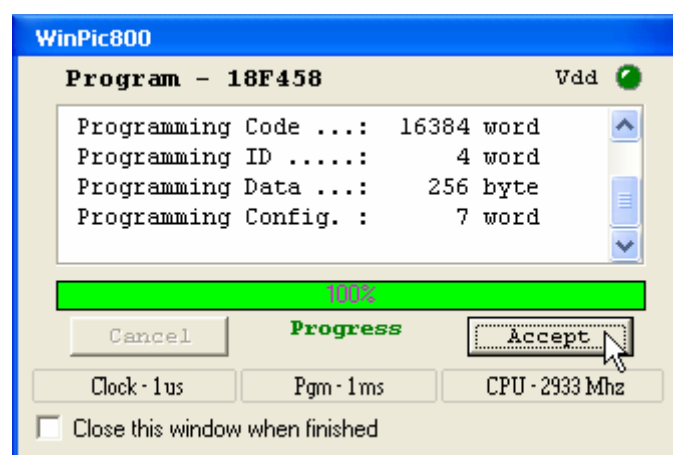 WinPic800
Program - 18F458 Vdd
Programming Code ...: 16384 word
Programming ID .....: 4 word
Programming Data ...: 256 byte
Programming Config. : 7 word
100%
Cancel Progress Accept
Clock - 1us Pgm - 1ms CPU - 2933 Mhz
Close this window when finished